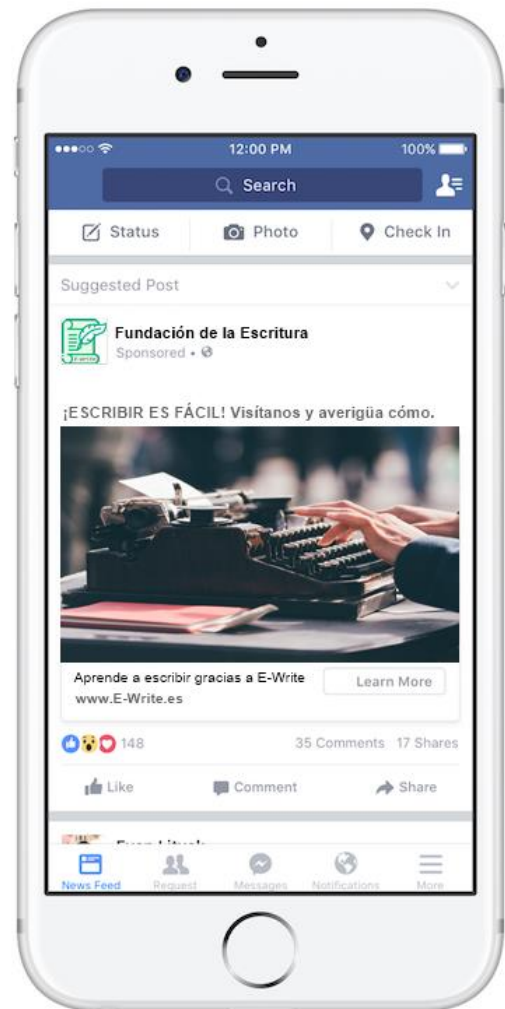 12:00 PM 100%
Search
Status Photo Check In
Suggested Post
Fundación de la Escritura
E-write
Sponsored
¡ESCRIBIR ES FÁCIL! Visítanos y averigüa cómo.
Aprende a escribir gracias a E-Write
Learn More
www.E-Write.es
148 35 Comments 17 Shares
Like Comment Share
News Feed Request Messages Notifications More